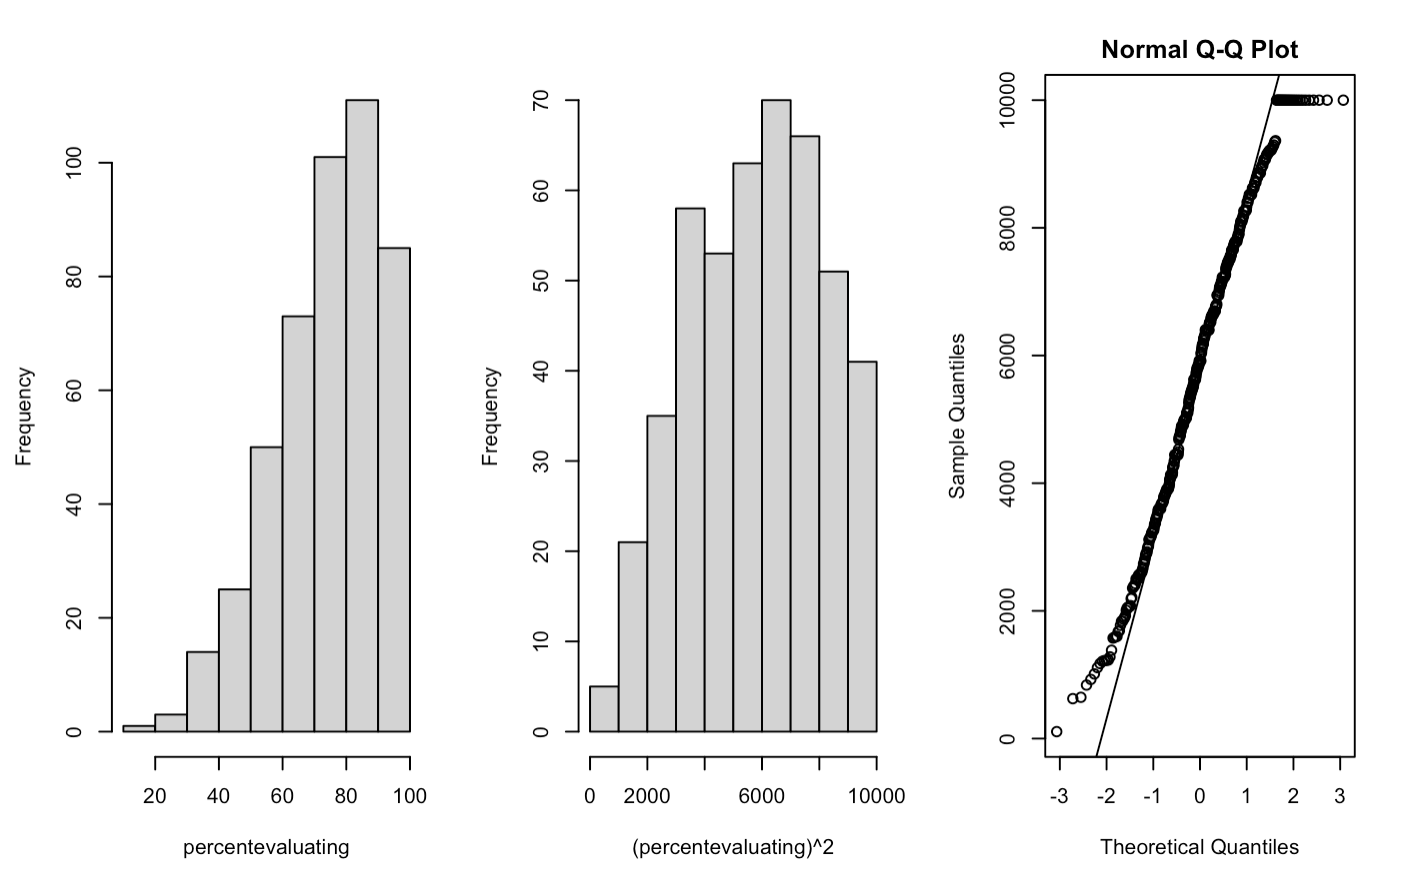 Frequency
0
20
40
60
80
100
20 40 60 80 100
percentevaluating
Frequency
0
10
20
30
40
50
60
70
0 2000 6000 10000
(percentevaluating)^2
Normal Q-Q Plot
Sample Quantiles
0
2000
4000
6000
8000
10000
-3 -2 -1 0 1 2 3
Theoretical Quantiles